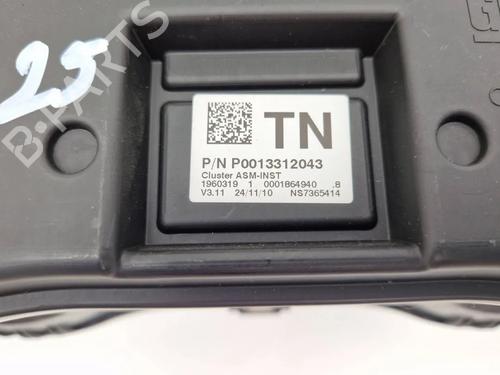 25
B-PARTS
TN
P/N P0013312043
Cluster ASM-INST
1960319 1 0001864940 .8
V3.11 24/11/10 NS7365414